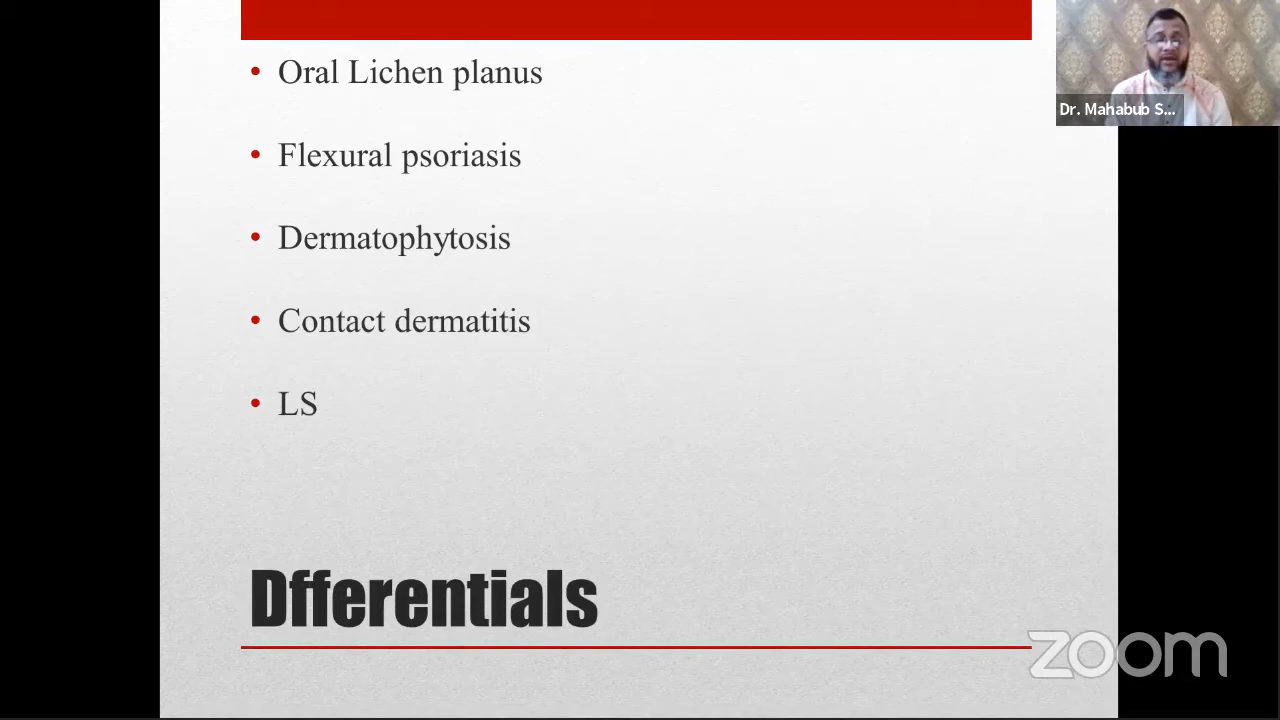 • Oral Lichen planus
• Flexural psoriasis
• Dermatophytosis
• Contact dermatitis
• LS
Dfferentials
Dr. Mahabub S...
zoom